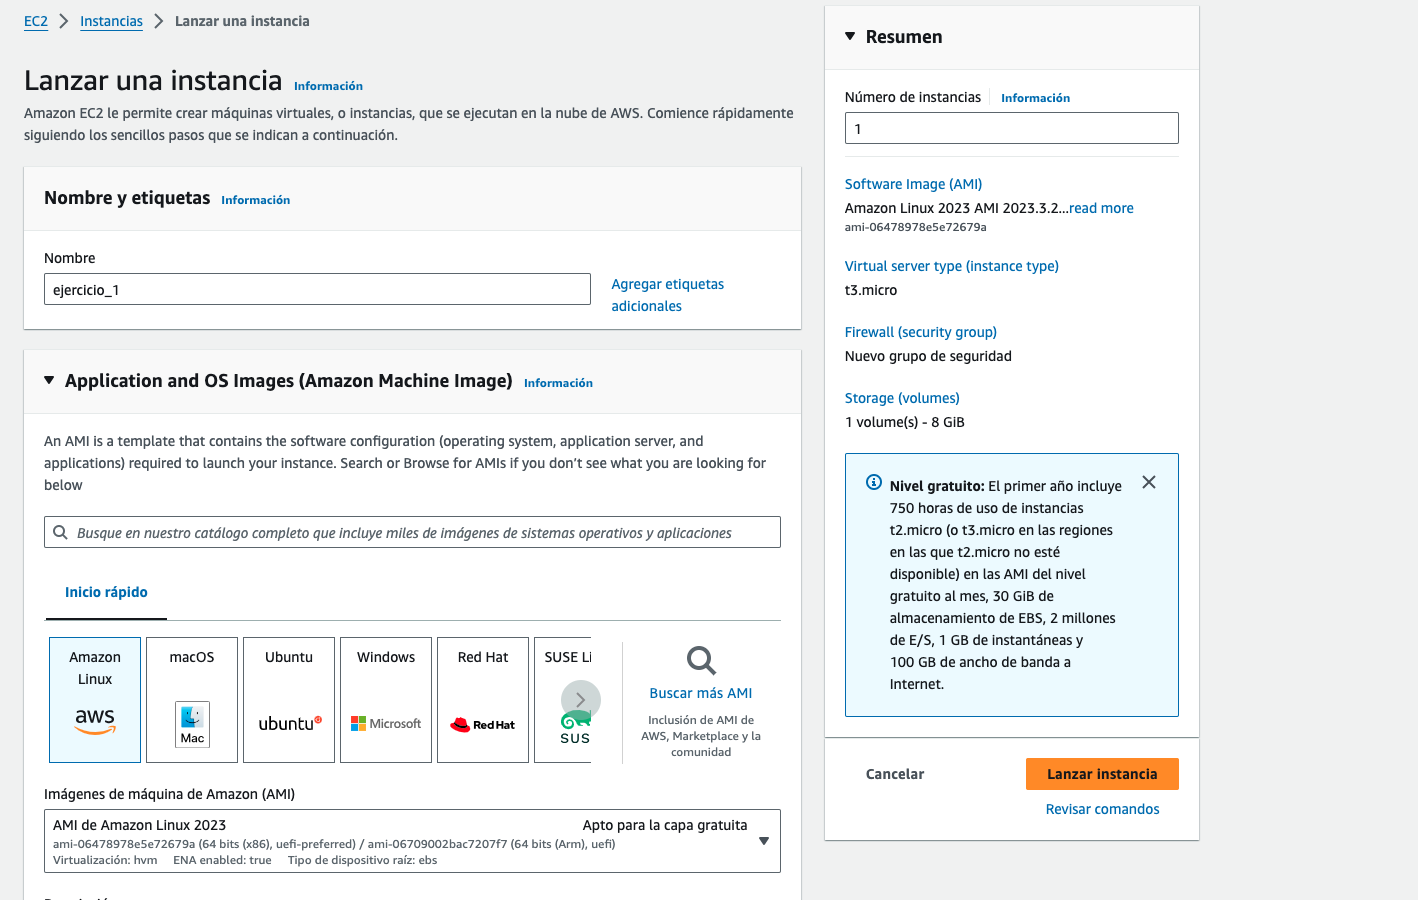 EC2 > Instancias > Lanzar una instancia
Lanzar una instancia Información
Amazon EC2 le permite crear máquinas virtuales, o instancias, que se ejecutan en la nube de AWS. Comience rápidamente
siguiendo los sencillos pasos que se indican a continuación.
Nombre y etiquetas Información
Nombre
ejercicio_1
Agregar etiquetas
adicionales
Application and OS Images (Amazon Machine Image) Información
An AMI is a template that contains the software configuration (operating system, application server, and
applications) required to launch your instance. Search or Browse for AMIs if you don't see what you are looking for
below
Busque en nuestro catálogo completo que incluye miles de imágenes de sistemas operativos y aplicaciones
Inicio rápido
Amazon
Linux
aws
macOS
Mac
Ubuntu
ubuntu
Windows
Microsoft
Red Hat
Red Hat
SUSE Li
SUS
Buscar más AMI
Inclusión de AMI de
AWS, Marketplace y la
comunidad
Imágenes de máquina de Amazon (AMI)
AMI de Amazon Linux 2023 Apto para la capa gratuita
ami-06478978e5e72679a (64 bits (x86), uefi-preferred) / ami-06709002bac7207f7 (64 bits (Arm), uefi)
Virtualización: hvm ENA enabled: true Tipo de dispositivo raíz: ebs
Resumen
Número de instancias Información
1
Software Image (AMI)
Amazon Linux 2023 AMI 2023.3.2...read more
ami-06478978e5e72679a
Virtual server type (instance type)
t3.micro
Firewall (security group)
Nuevo grupo de seguridad
Storage (volumes)
1 volume(s) - 8 GiB
Nivel gratuito: El primer año incluye
750 horas de uso de instancias
t2.micro (o t3.micro en las regiones
en las que t2.micro no esté
disponible) en las AMI del nivel
gratuito al mes, 30 GiB de
almacenamiento de EBS, 2 millones
de E/S, 1 GB de instantáneas y
100 GB de ancho de banda a
Internet.
Cancelar
Lanzar instancia
Revisar comandos